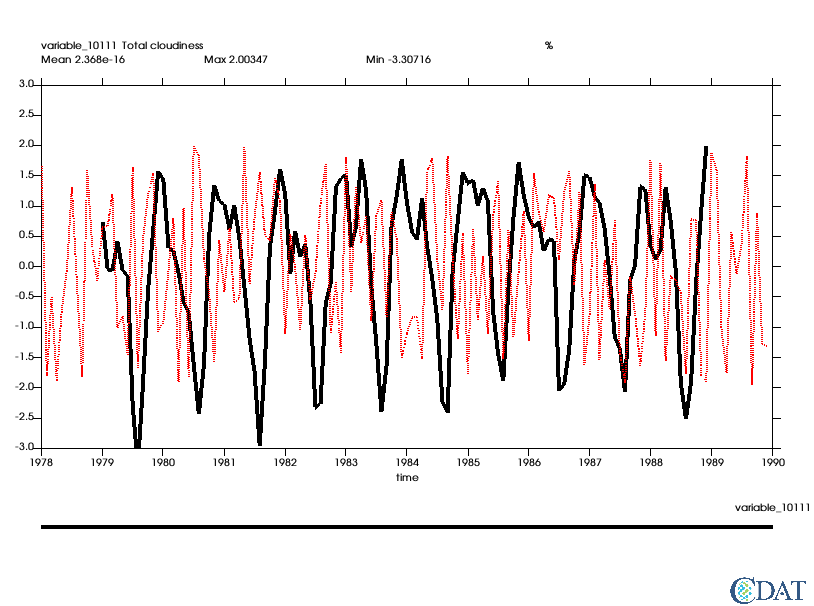 variable_10111 Total cloudiness %
Mean 2.368e-16 Max 2.00347 Min -3.30716
3.0
2.5
2.0
1.5
1.0
0.5
0.0
-0.5
-1.0
-1.5
-2.0
-2.5
-3.0
1978 1979 1980 1981 1982 1983 1984 1985 1986 1987 1988 1989 1990
time
variable_10111
CDAT